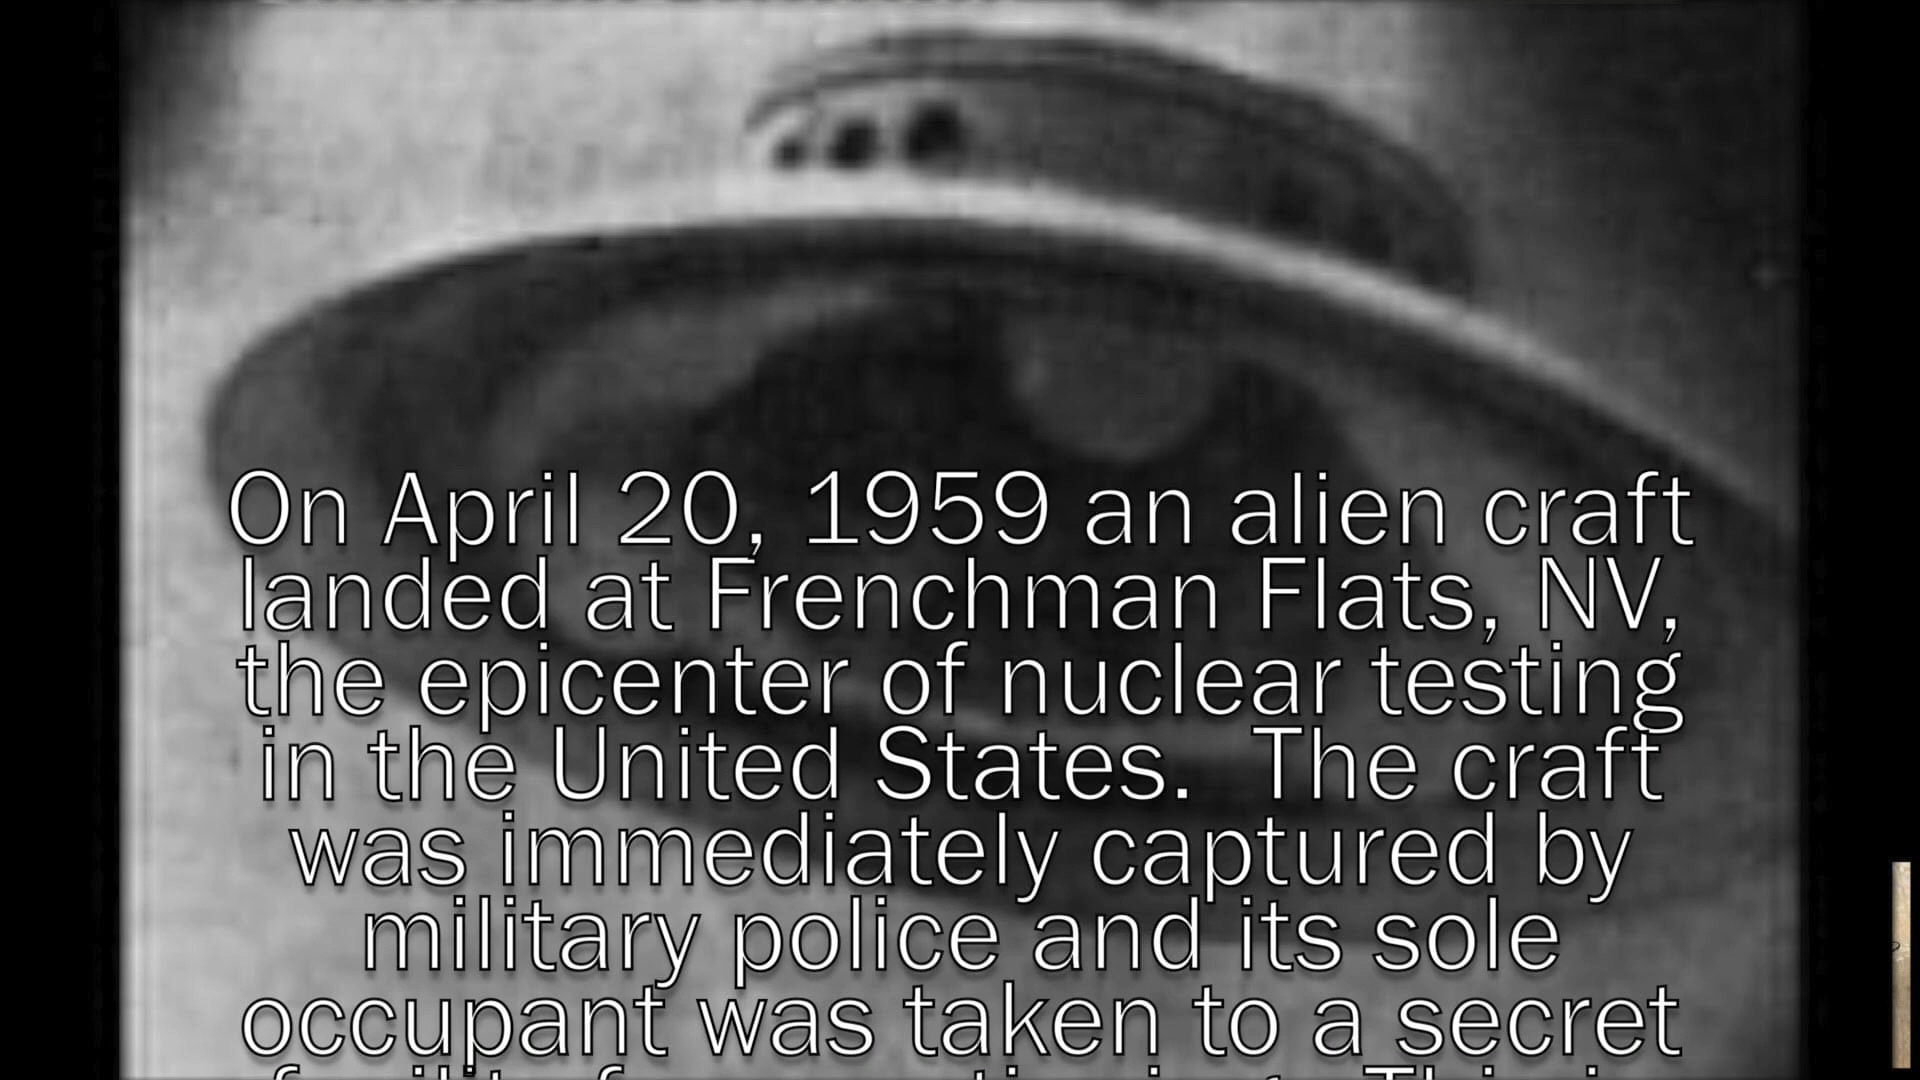 On April 20, 1959 an alien craft
landed at Frenchman Flats, NV,
the epicenter of nuclear testing
in the United States.  The craft
was immediately captured by
military police and its sole
occupant was taken to a secret